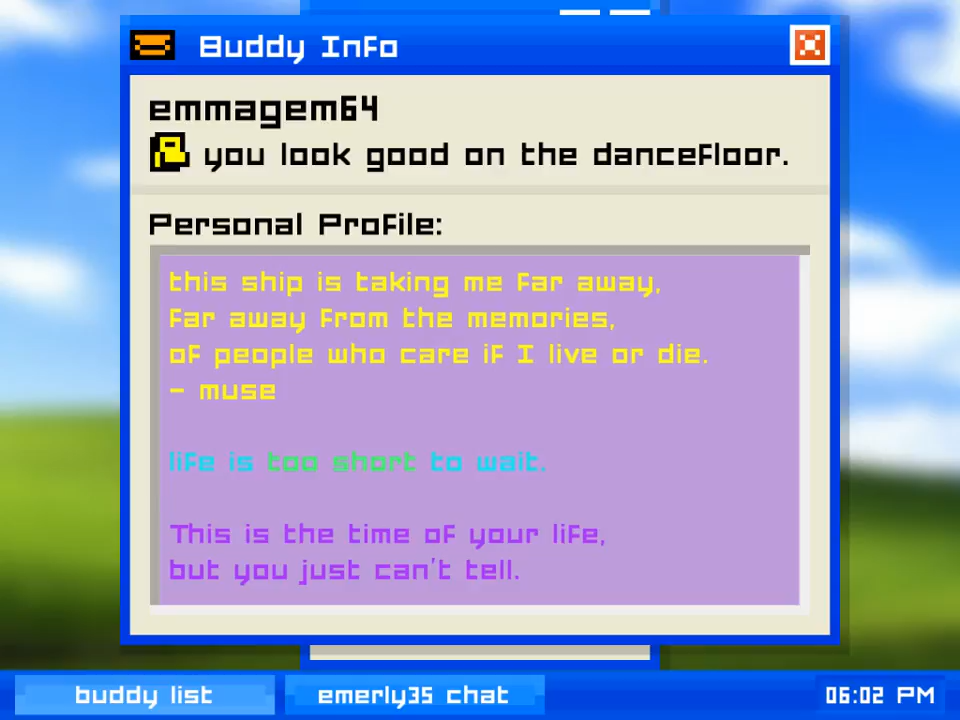 Buddy Info
emmagem64
you look good on the dancefloor.
Personal Profile:
this ship is taking me far away,
far away from the memories,
of people who care if I live or die.
- muse
life is too short to wait.
This is the time of your life,
but you just can't tell.
buddy list
emerly35 chat
06:02 PM